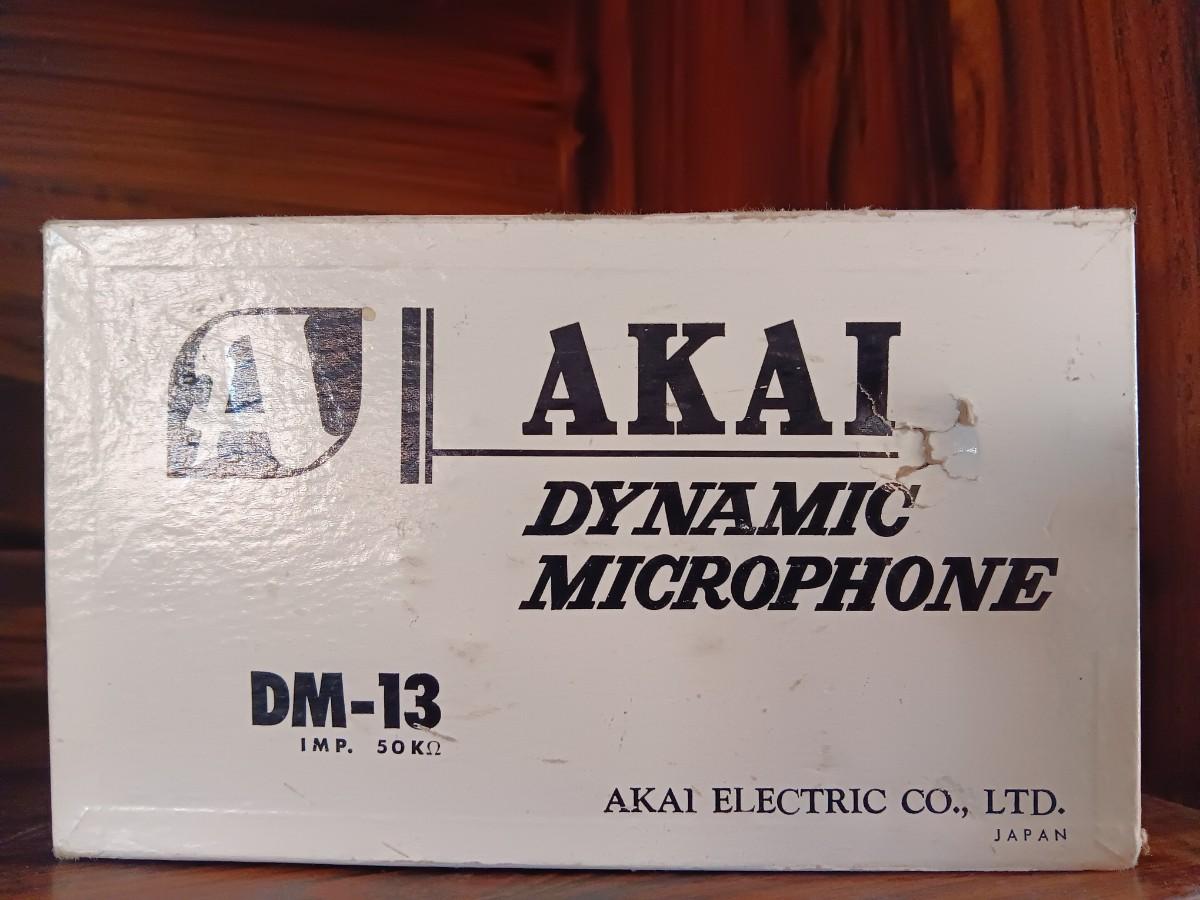 A
AKAI
DYNAMIC
MICROPHONE
DM-13
IMP. 50KΩ
AKAI ELECTRIC CO., LTD.
JAPAN